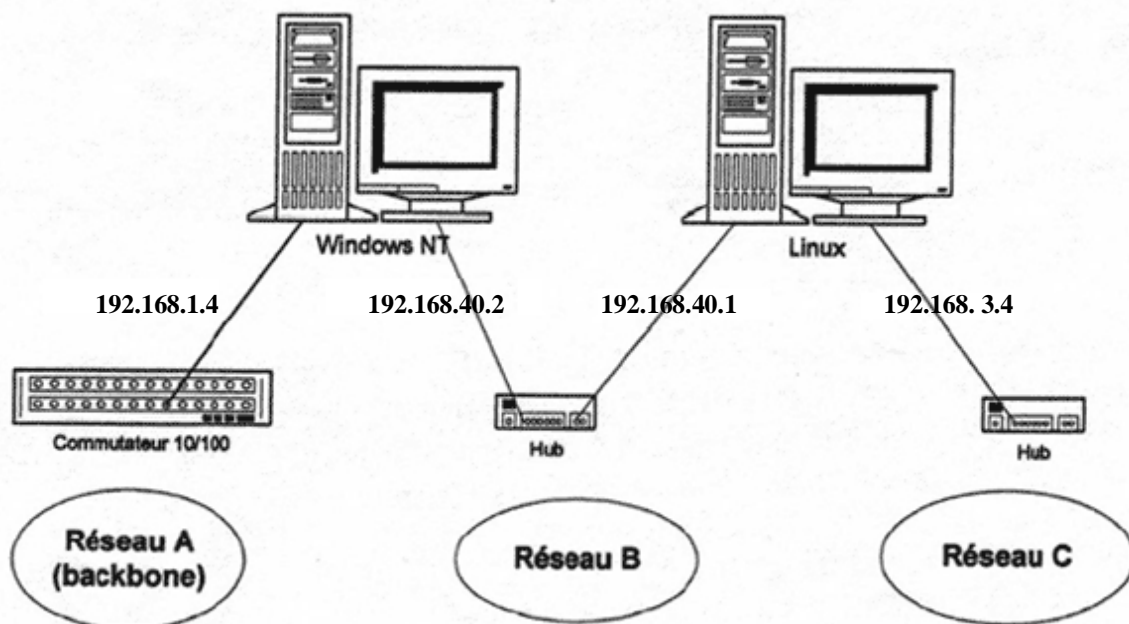 Windows NT
Linux
192.168.1.4
192.168.40.2
192.168.40.1
192.168. 3.4
Commutateur 10/100
Hub
Hub
Réseau A
(backbone)
Réseau B
Réseau C